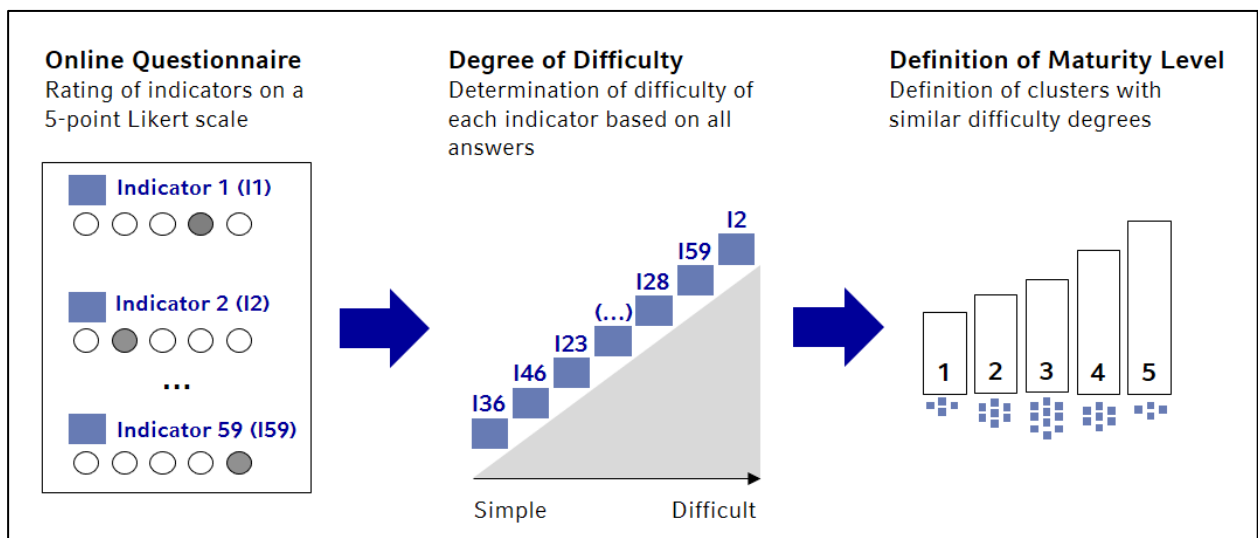 Online Questionnaire
Rating of indicators on a
5-point Likert scale
Indicator 1 (I1)
Indicator 2 (I2)
...
Indicator 59 (I59)
Degree of Difficulty
Determination of difficulty of
each indicator based on all
answers
I2
I59
I28
(...)
I23
I46
I36
Simple Difficult
Definition of Maturity Level
Definition of clusters with
similar difficulty degrees
1 2 3 4 5